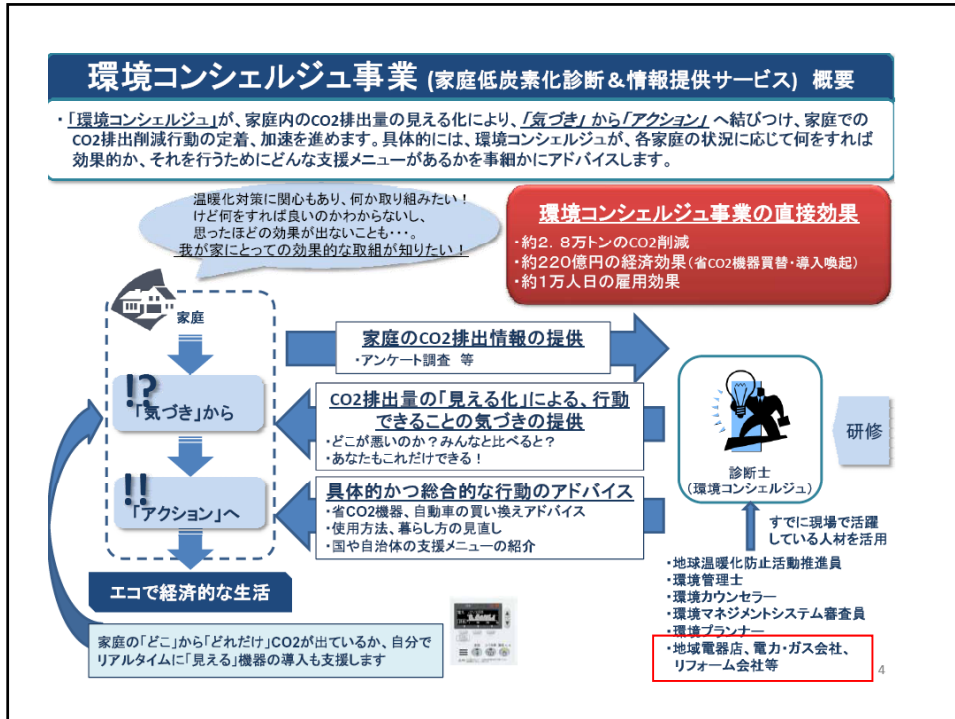 環境コンシェルジュ事業 (家庭低炭素化診断＆情報提供サービス) 概要
・「環境コンシェルジュ」が、家庭内のCO2排出量の見える化により、「気づき」から「アクション」へ結びつけ、家庭での
CO2排出削減行動の定着、加速を進めます。具体的には、環境コンシェルジュが、各家庭の状況に応じて何をすれば
効果的か、それを行うためにどんな支援メニューがあるかを事細かにアドバイスします。
温暖化対策に関心もあり、何か取り組みたい！
けど何をすれば良いのかわからないし、
思ったほどの効果が出ないことも・・・。
我が家にとっての効果的な取組が知りたい！
環境コンシェルジュ事業の直接効果
・約２．８万トンのCO2削減
・約220億円の経済効果(省CO2機器買替・導入喚起)
・約1万人日の雇用効果
家庭
家庭のCO2排出情報の提供
・アンケート調査 等
!?
「気づき」から
CO2排出量の「見える化」による、行動
できることの気づきの提供
・どこが悪いのか？みんなと比べると？
・あなたもこれだけできる！
診断士
（環境コンシェルジュ）
研修
!!
「アクション」へ
具体的かつ総合的な行動のアドバイス
・省CO2機器、自動車の買い換えアドバイス
・使用方法、暮らし方の見直し
・国や自治体の支援メニューの紹介
すでに現場で活躍
している人材を活用
エコで経済的な生活
・地球温暖化防止活動推進員
・環境管理士
・環境カウンセラー
・環境マネジメントシステム審査員
・環境プランナー
・地域電器店、電力・ガス会社、
リフォーム会社等
家庭の「どこ」から「どれだけ」CO2が出ているか、自分で
リアルタイムに「見える」機器の導入も支援します
4